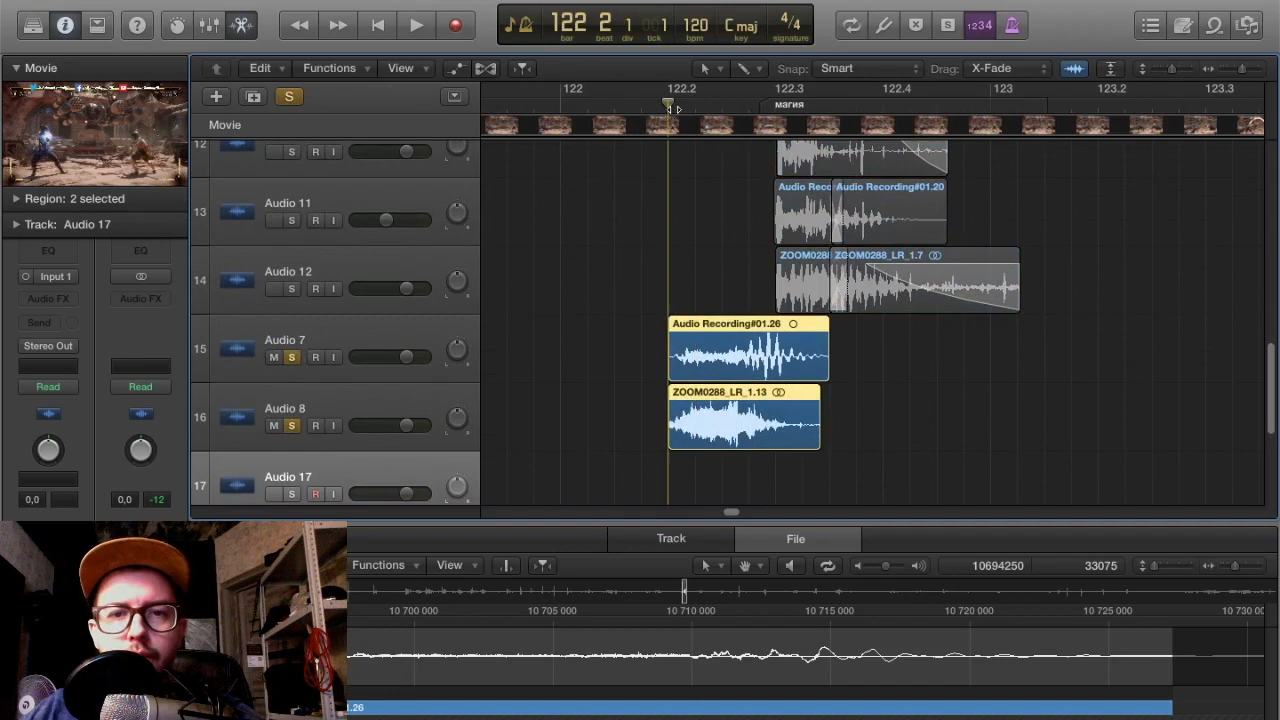 122 2 1 001 120 C maj 4/4
bar beat div tick bpm key signature
1234
Movie
Edit Functions View
Snap: Smart
Drag: X-Fade
122 122.2 122.3 122.4 123 123.2 123.3
магия
S
Movie
Region: 2 selected
Track: Audio 17
EQ EQ
Input 1
Audio FX Audio FX
Send
Stereo Out
Read Read
0,0 0,0 -12
12
S R I
13 Audio 11
S R I
Audio Reco Audio Recording#01.20
14 Audio 12
S R I
ZOOM0288 ZOOM0288_LR_1.7
15 Audio 7
M S R I
Audio Recording#01.26
16 Audio 8
M S R I
ZOOM0288_LR_1.13
17 Audio 17
S R I
Track File
Functions View
10694250 33075
10 700 000 10 705 000 10 710 000 10 715 000 10 720 000 10 725 000 10 730 0
1.26